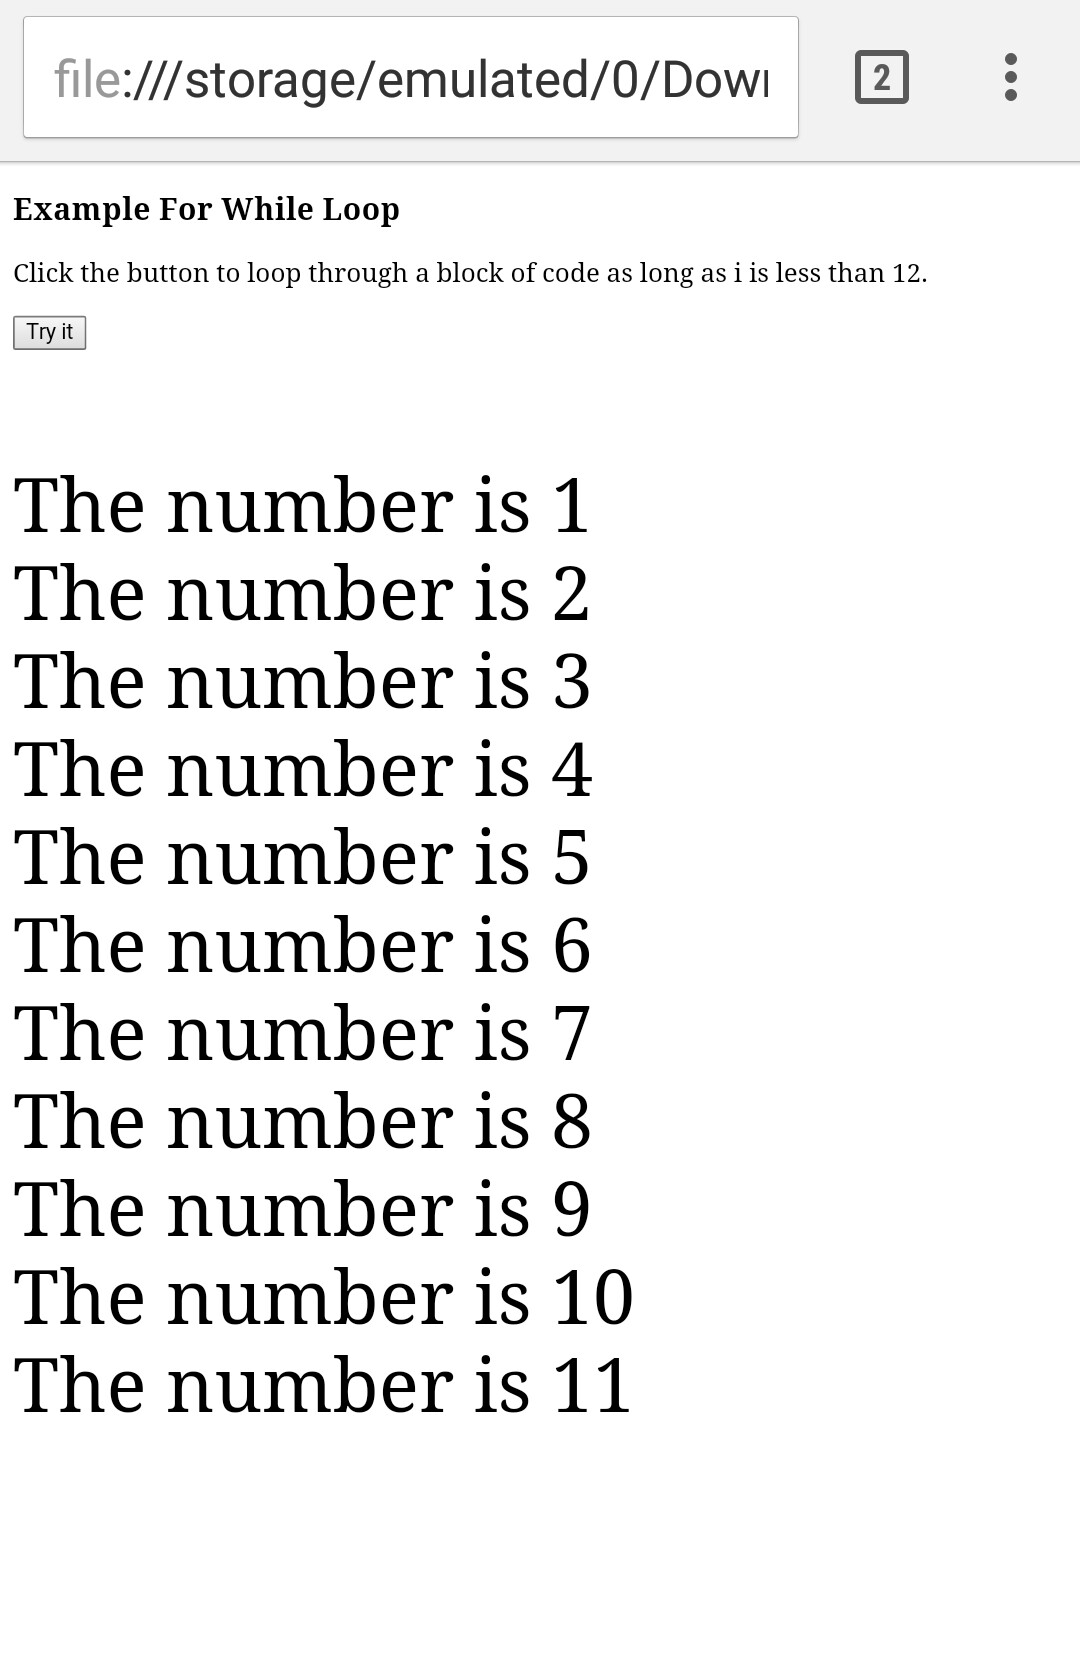 file:///storage/emulated/0/Down
2
Example For While Loop
Click the button to loop through a block of code as long as i is less than 12.
Try it
The number is 1
The number is 2
The number is 3
The number is 4
The number is 5
The number is 6
The number is 7
The number is 8
The number is 9
The number is 10
The number is 11